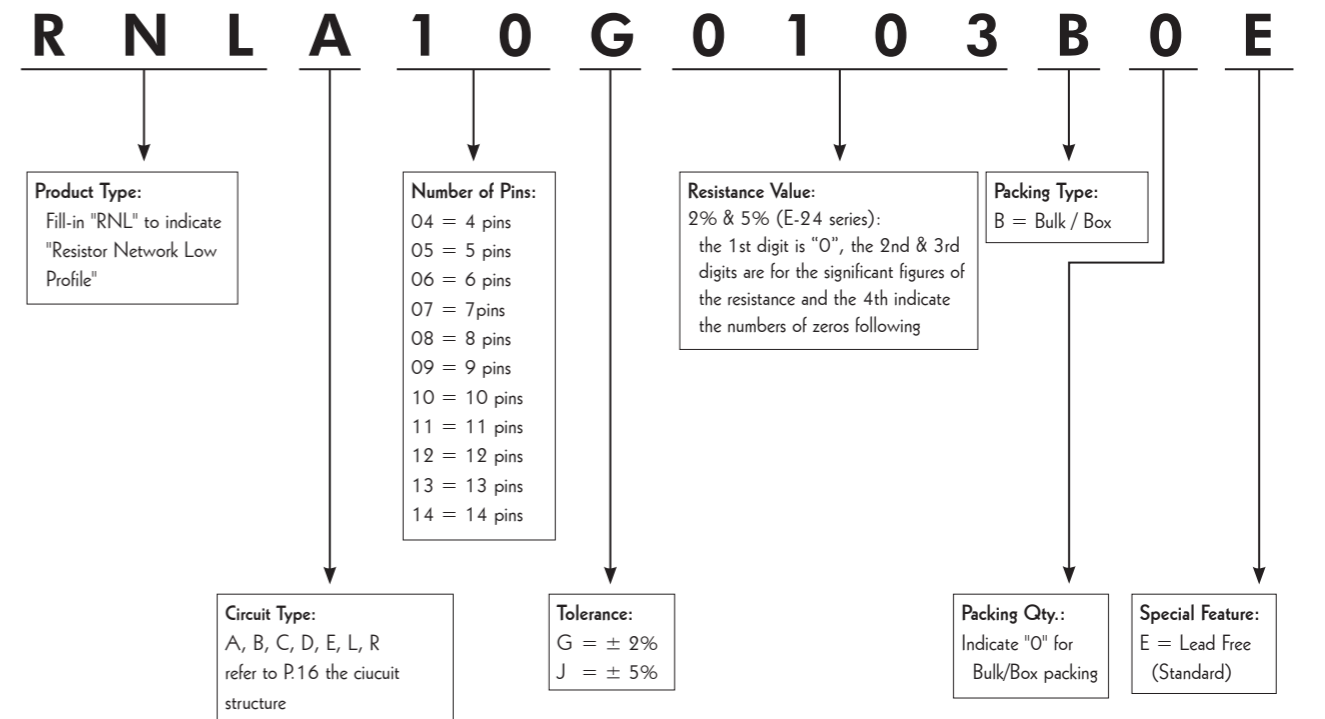 R N L A 1 0 G 0 1 0 3 B 0 E
Product Type:
Fill-in "RNL" to indicate
"Resistor Network Low
Profile"
Number of Pins:
04 = 4 pins
05 = 5 pins
06 = 6 pins
07 = 7pins
08 = 8 pins
09 = 9 pins
10 = 10 pins
11 = 11 pins
12 = 12 pins
13 = 13 pins
14 = 14 pins
Resistance Value:
2% & 5% (E-24 series):
the 1st digit is “0”, the 2nd & 3rd
digits are for the significant figures of
the resistance and the 4th indicate
the numbers of zeros following
Packing Type:
B = Bulk / Box
Circuit Type:
A, B, C, D, E, L, R
refer to P.16 the ciucuit
structure
Tolerance:
G = ± 2%
J = ± 5%
Packing Qty.:
Indicate "0" for
Bulk/Box packing
Special Feature:
E = Lead Free
(Standard)